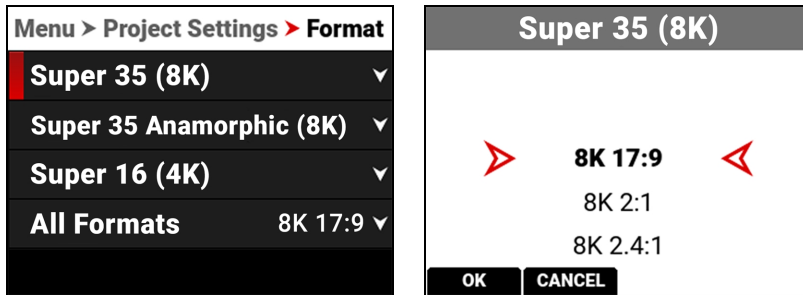 Menu > Project Settings > Format
Super 35 (8K)
Super 35 Anamorphic (8K)
Super 16 (4K)
All Formats 8K 17:9
Super 35 (8K)
8K 17:9
8K 2:1
8K 2.4:1
OK CANCEL